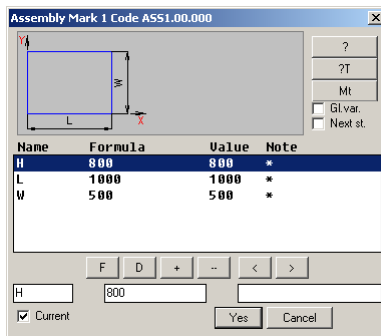 Assembly Mark 1 Code ASS1.00.000
Y
W
L
X
?
?T
Mt
Gl.var.
Next st.
Name Formula Value Note
H 800 800 *
L 1000 1000 *
W 500 500 *
F D + -- < >
H 800
Current Yes Cancel